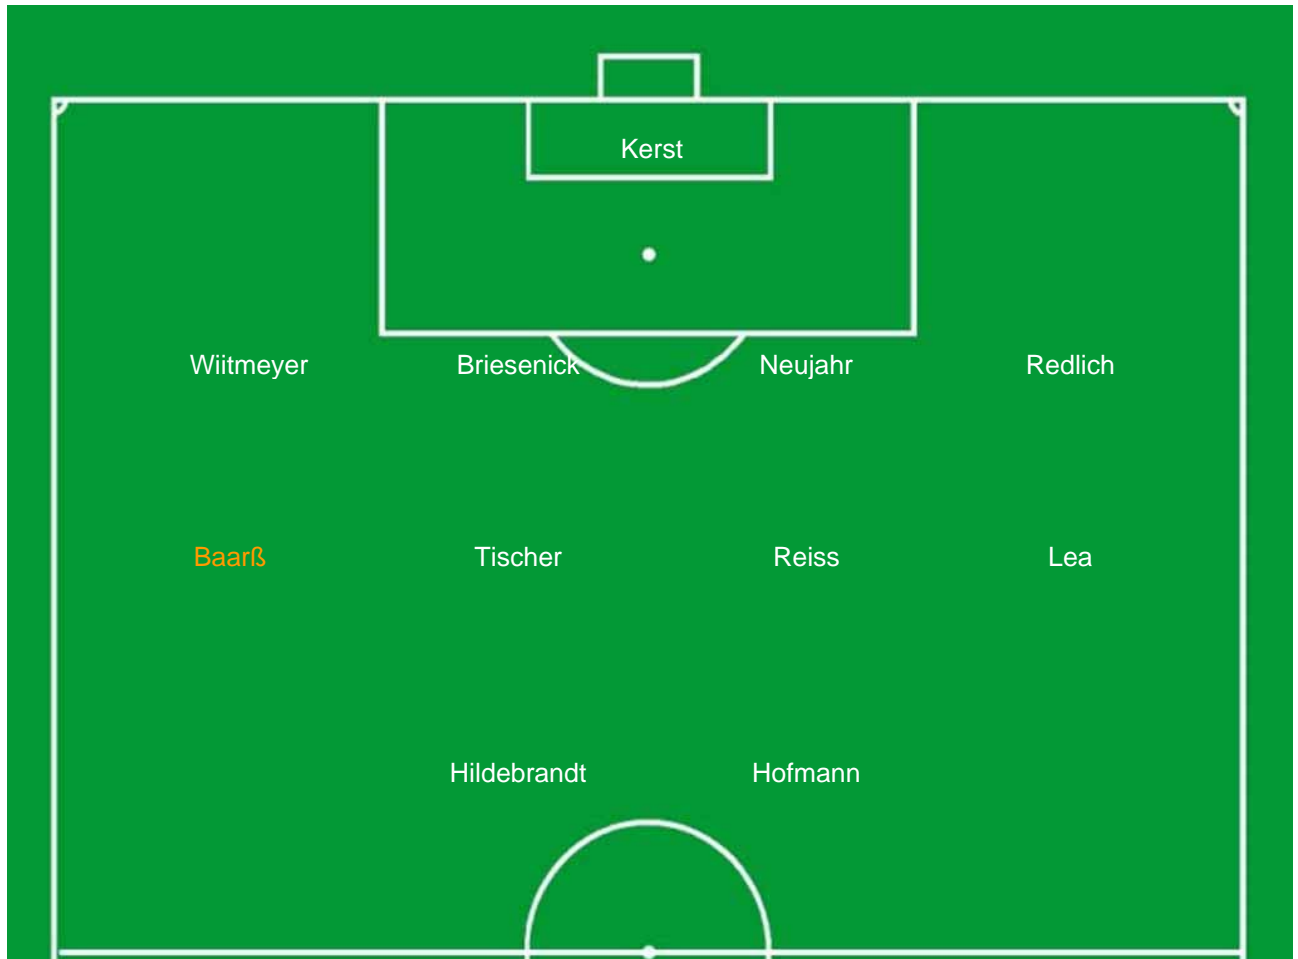 Kerst
Wiitmeyer Briesenick Neujahr Redlich
Baarß Tischer Reiss Lea
Hildebrandt Hofmann